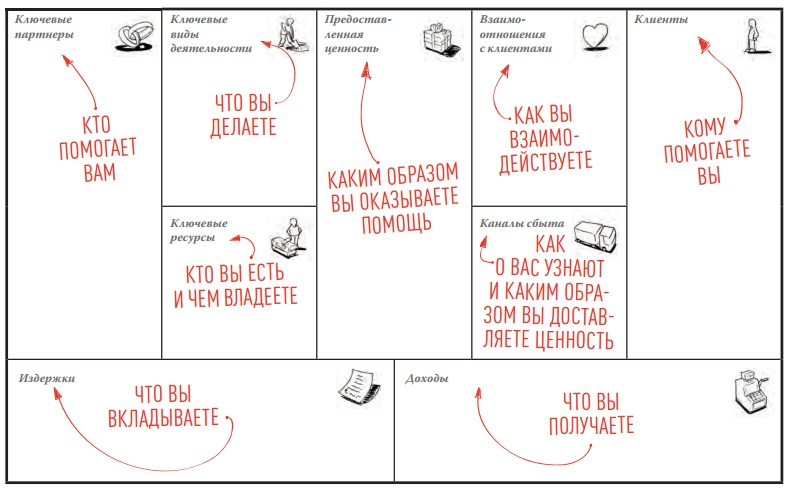 Ключевые
партнеры
КТО
ПОМОГАЕТ
ВАМ
Ключевые
виды
деятельности
ЧТО ВЫ
ДЕЛАЕТЕ
Ключевые
ресурсы
КТО ВЫ ЕСТЬ
И ЧЕМ ВЛАДЕЕТЕ
Предостав-
ленная
ценность
КАКИМ ОБРАЗОМ
ВЫ ОКАЗЫВАЕТЕ
ПОМОЩЬ
Взаимо-
отношения
с клиентами
КАК ВЫ
ВЗАИМО-
ДЕЙСТВУЕТЕ
Каналы сбыта
КАК
О ВАС УЗНАЮТ
И КАКИМ ОБРА-
ЗОМ ВЫ ДОСТАВ-
ЛЯЕТЕ ЦЕННОСТЬ
Клиенты
КОМУ
ПОМОГАЕТЕ
ВЫ
Издержки
ЧТО ВЫ
ВКЛАДЫВАЕТЕ
Доходы
ЧТО ВЫ
ПОЛУЧАЕТЕ